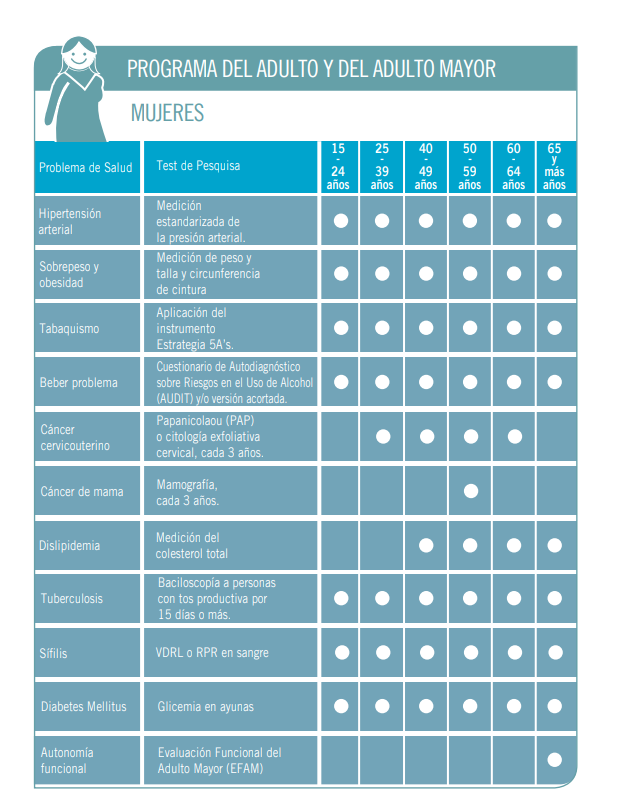 PROGRAMA DEL ADULTO Y DEL ADULTO MAYOR
MUJERES
Problema de Salud
Test de Pesquisa
15
-
24
años
25
-
39
años
40
-
49
años
50
-
59
años
60
-
64
años
65
y
más
años
Hipertensión
arterial
Medición
estandarizada de
la presión arterial.
Sobrepeso y
obesidad
Medición de peso y
talla y circunferencia
de cintura
Tabaquismo
Aplicación del
instrumento
Estrategia 5A's.
Beber problema
Cuestionario de Autodiagnóstico
sobre Riesgos en el Uso de Alcohol
(AUDIT) y/o versión acortada.
Cáncer
cervicouterino
Papanicolaou (PAP)
o citología exfoliativa
cervical, cada 3 años.
Cáncer de mama
Mamografía,
cada 3 años.
Dislipidemia
Medición del
colesterol total
Tuberculosis
Baciloscopía a personas
con tos productiva por
15 días o más.
Sífilis
VDRL o RPR en sangre
Diabetes Mellitus
Glicemia en ayunas
Autonomía
funcional
Evaluación Funcional del
Adulto Mayor (EFAM)